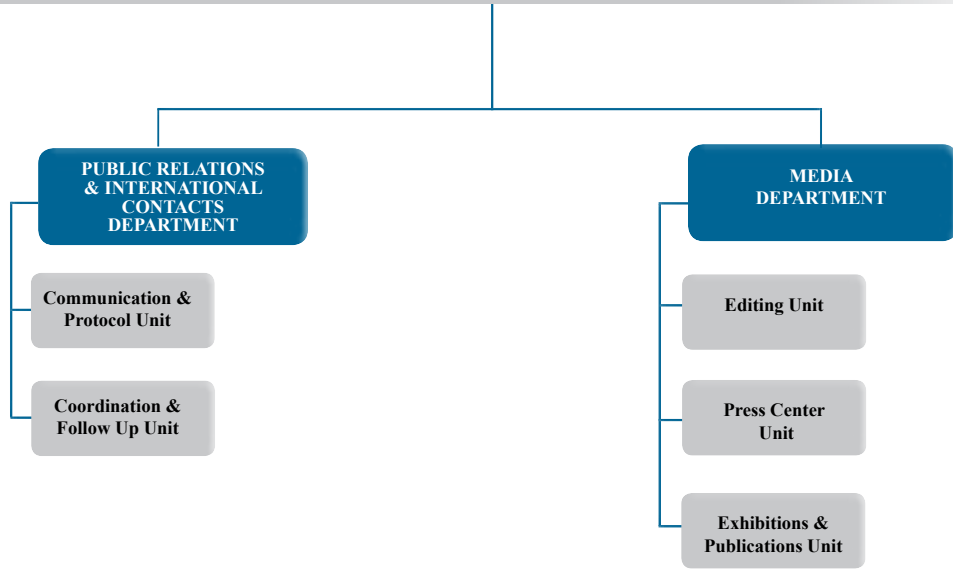 PUBLIC RELATIONS
& INTERNATIONAL
CONTACTS
DEPARTMENT
Communication &
Protocol Unit
Coordination &
Follow Up Unit
MEDIA
DEPARTMENT
Editing Unit
Press Center
Unit
Exhibitions &
Publications Unit